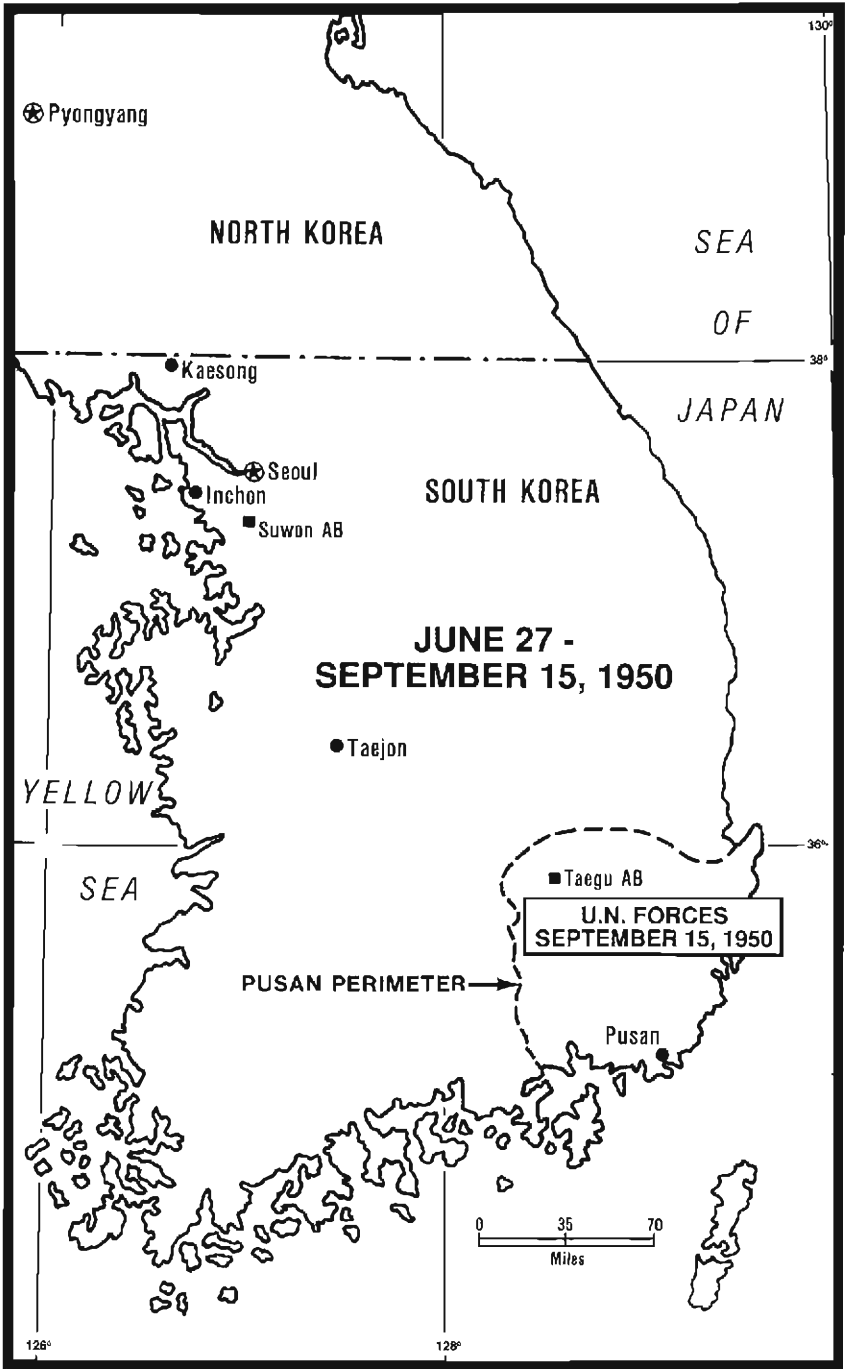 130°
Pyongyang
NORTH KOREA
SEA
OF
JAPAN
38°
Kaesong
Seoul
Inchon
SOUTH KOREA
Suwon AB
JUNE 27 -
SEPTEMBER 15, 1950
Taejon
YELLOW
SEA
36°
Taegu AB
U.N. FORCES
SEPTEMBER 15, 1950
PUSAN PERIMETER
Pusan
0 35 70
Miles
126°
128°